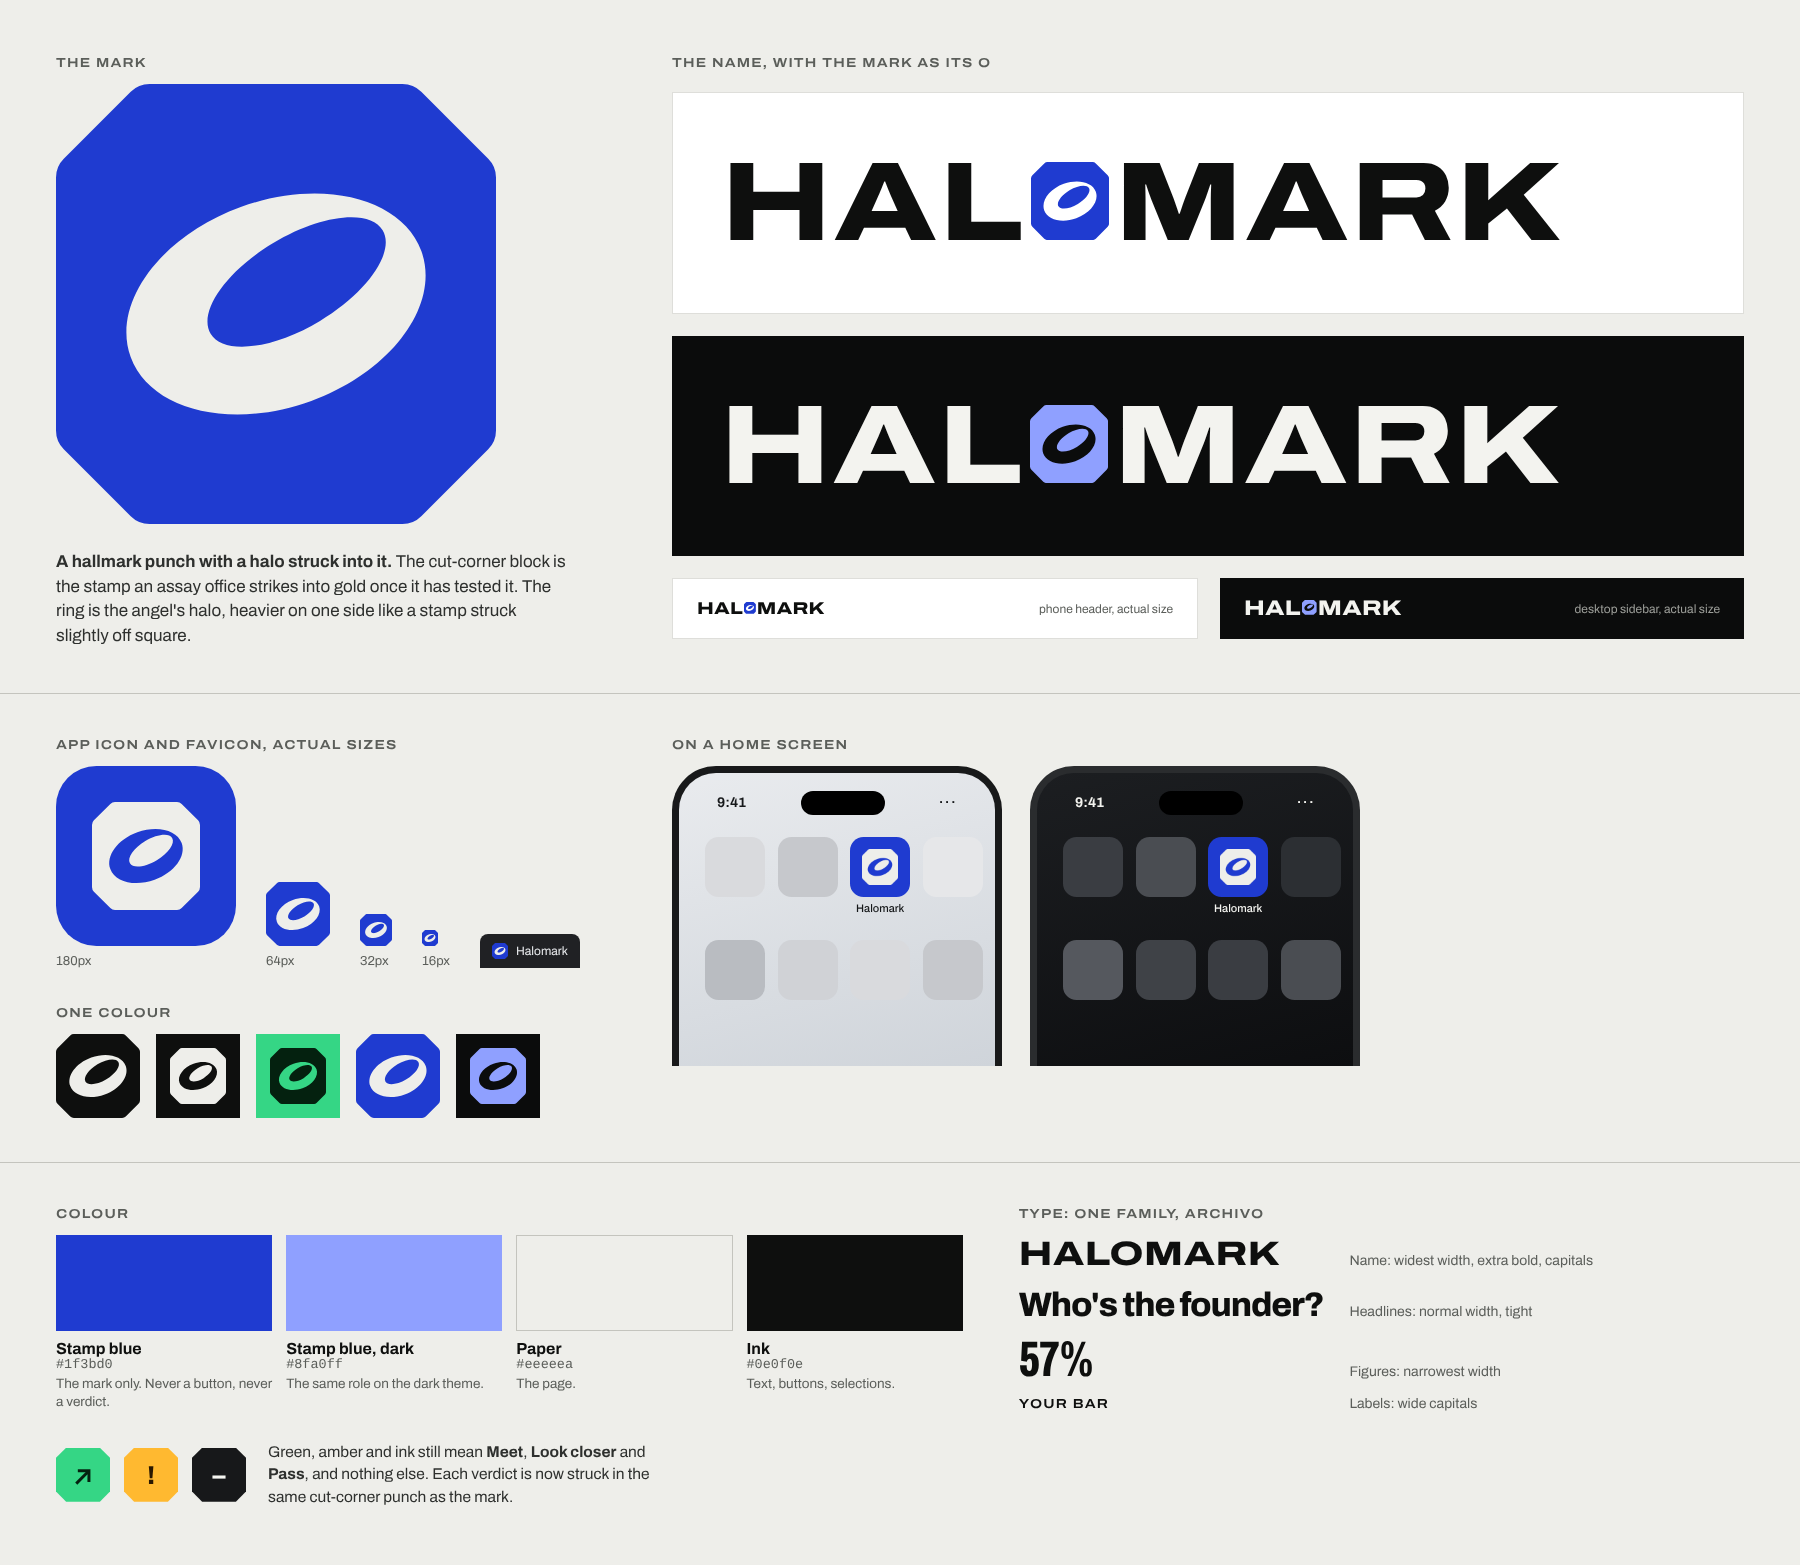 THE MARK
A hallmark punch with a halo struck into it. The cut-corner block is
the stamp an assay office strikes into gold once it has tested it. The
ring is the angel's halo, heavier on one side like a stamp struck
slightly off square.
THE NAME, WITH THE MARK AS ITS O
HALOMARK
HALOMARK
HALOMARK
phone header, actual size
HALOMARK
desktop sidebar, actual size
APP ICON AND FAVICON, ACTUAL SIZES
180px
64px
32px
16px
Halomark
ONE COLOUR
ON A HOME SCREEN
9:41
...
Halomark
9:41
...
Halomark
COLOUR
Stamp blue
#1f3bd0
The mark only. Never a button, never
a verdict.
Stamp blue, dark
#8fa0ff
The same role on the dark theme.
Paper
#eeeeea
The page.
Ink
#0e0f0e
Text, buttons, selections.
!
–
Green, amber and ink still mean Meet, Look closer and
Pass, and nothing else. Each verdict is now struck in the
same cut-corner punch as the mark.
TYPE: ONE FAMILY, ARCHIVO
HALOMARK
Name: widest width, extra bold, capitals
Who's the founder?
Headlines: normal width, tight
57%
Figures: narrowest width
YOUR BAR
Labels: wide capitals